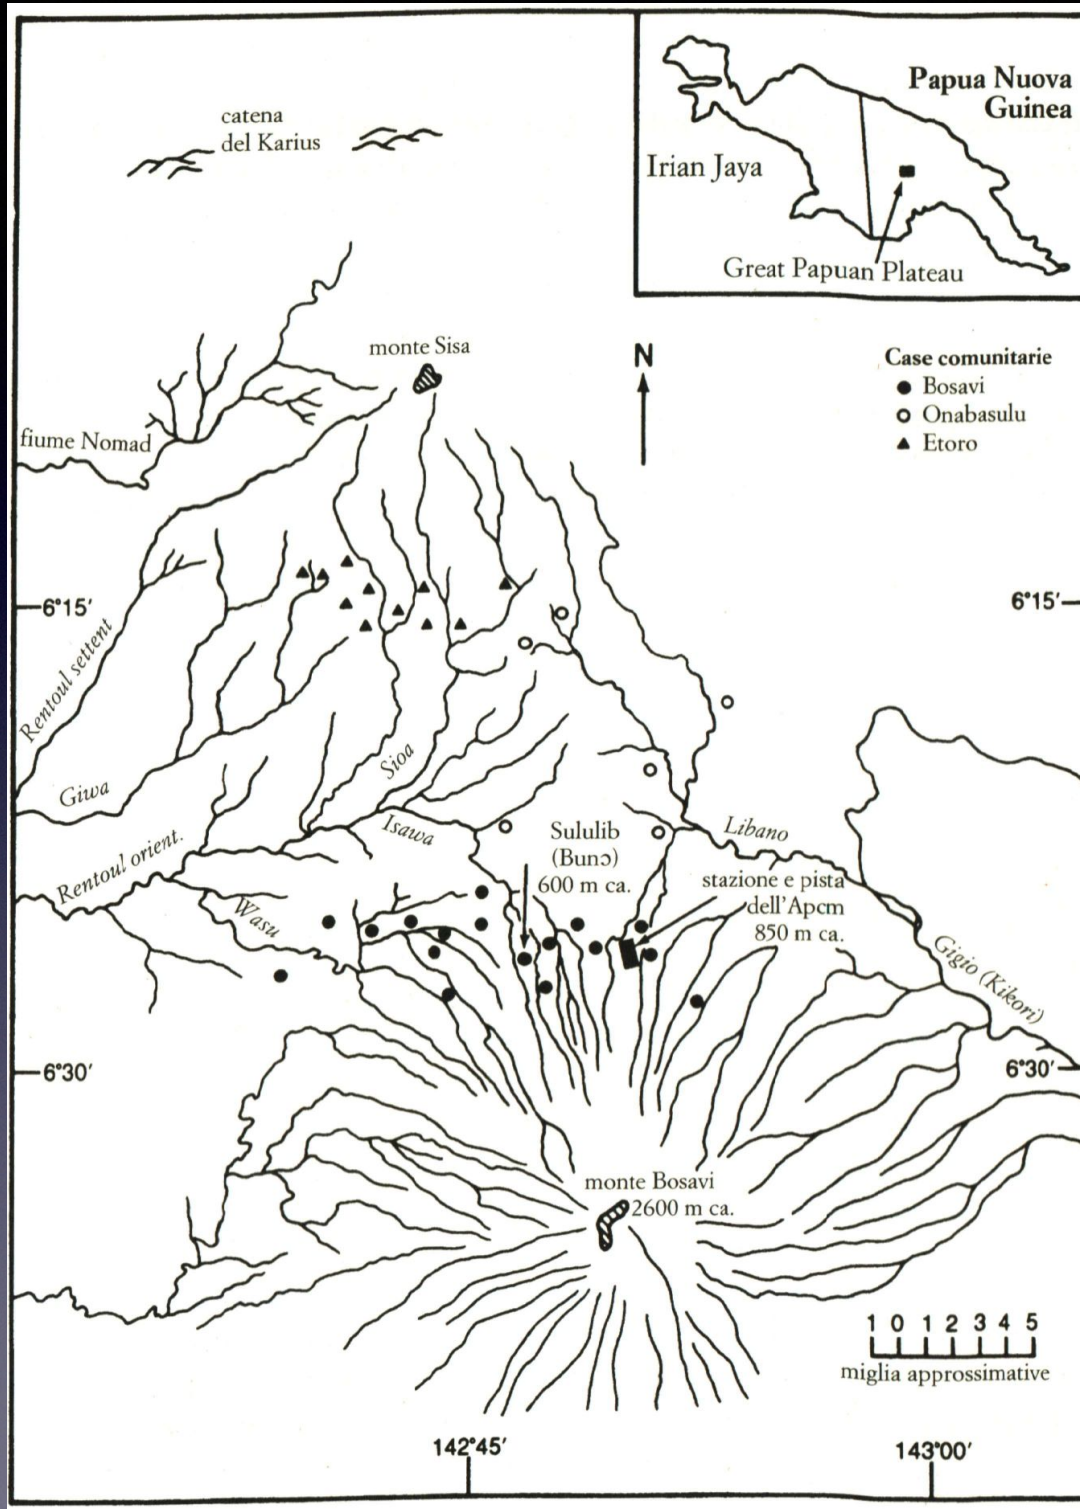 catena
del Karius
Papua Nuova
Guinea
Irian Jaya
Great Papuan Plateau
monte Sisa
N
Case comunitarie
Bosavi
Onabasulu
Etoro
fiume Nomad
6°15′
6°15′
Rentoul settent
Giwa
Sioa
Isawa
Rentoul orient.
Wasu
Sululib
(Bunɔ)
600 m ca.
Libano
stazione e pista
dell'Apcm
850 m ca.
Gigio (Kikori)
6°30′
6°30′
monte Bosavi
2600 m ca.
1 0 1 2 3 4 5
miglia approssimative
142°45′
143°00′